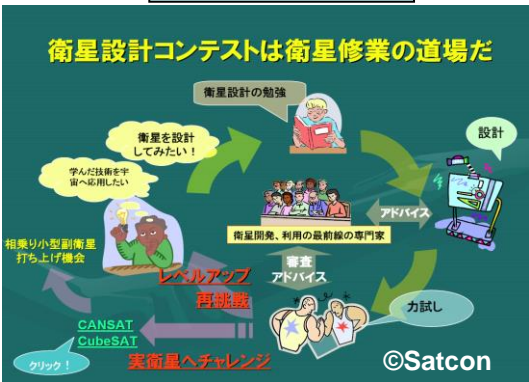 衛星設計コンテストは衛星修業の道場だ
衛星設計の勉強
衛星を設計
してみたい！
学んだ技術を宇
宙へ応用したい
設計
アドバイス
衛星開発、利用の最前線の専門家
相乗り小型副衛星
打ち上げ機会
審査
アドバイス
レベルアップ
再挑戦
力試し
CANSAT
CubeSAT
クリック！
実衛星へチャレンジ
©Satcon